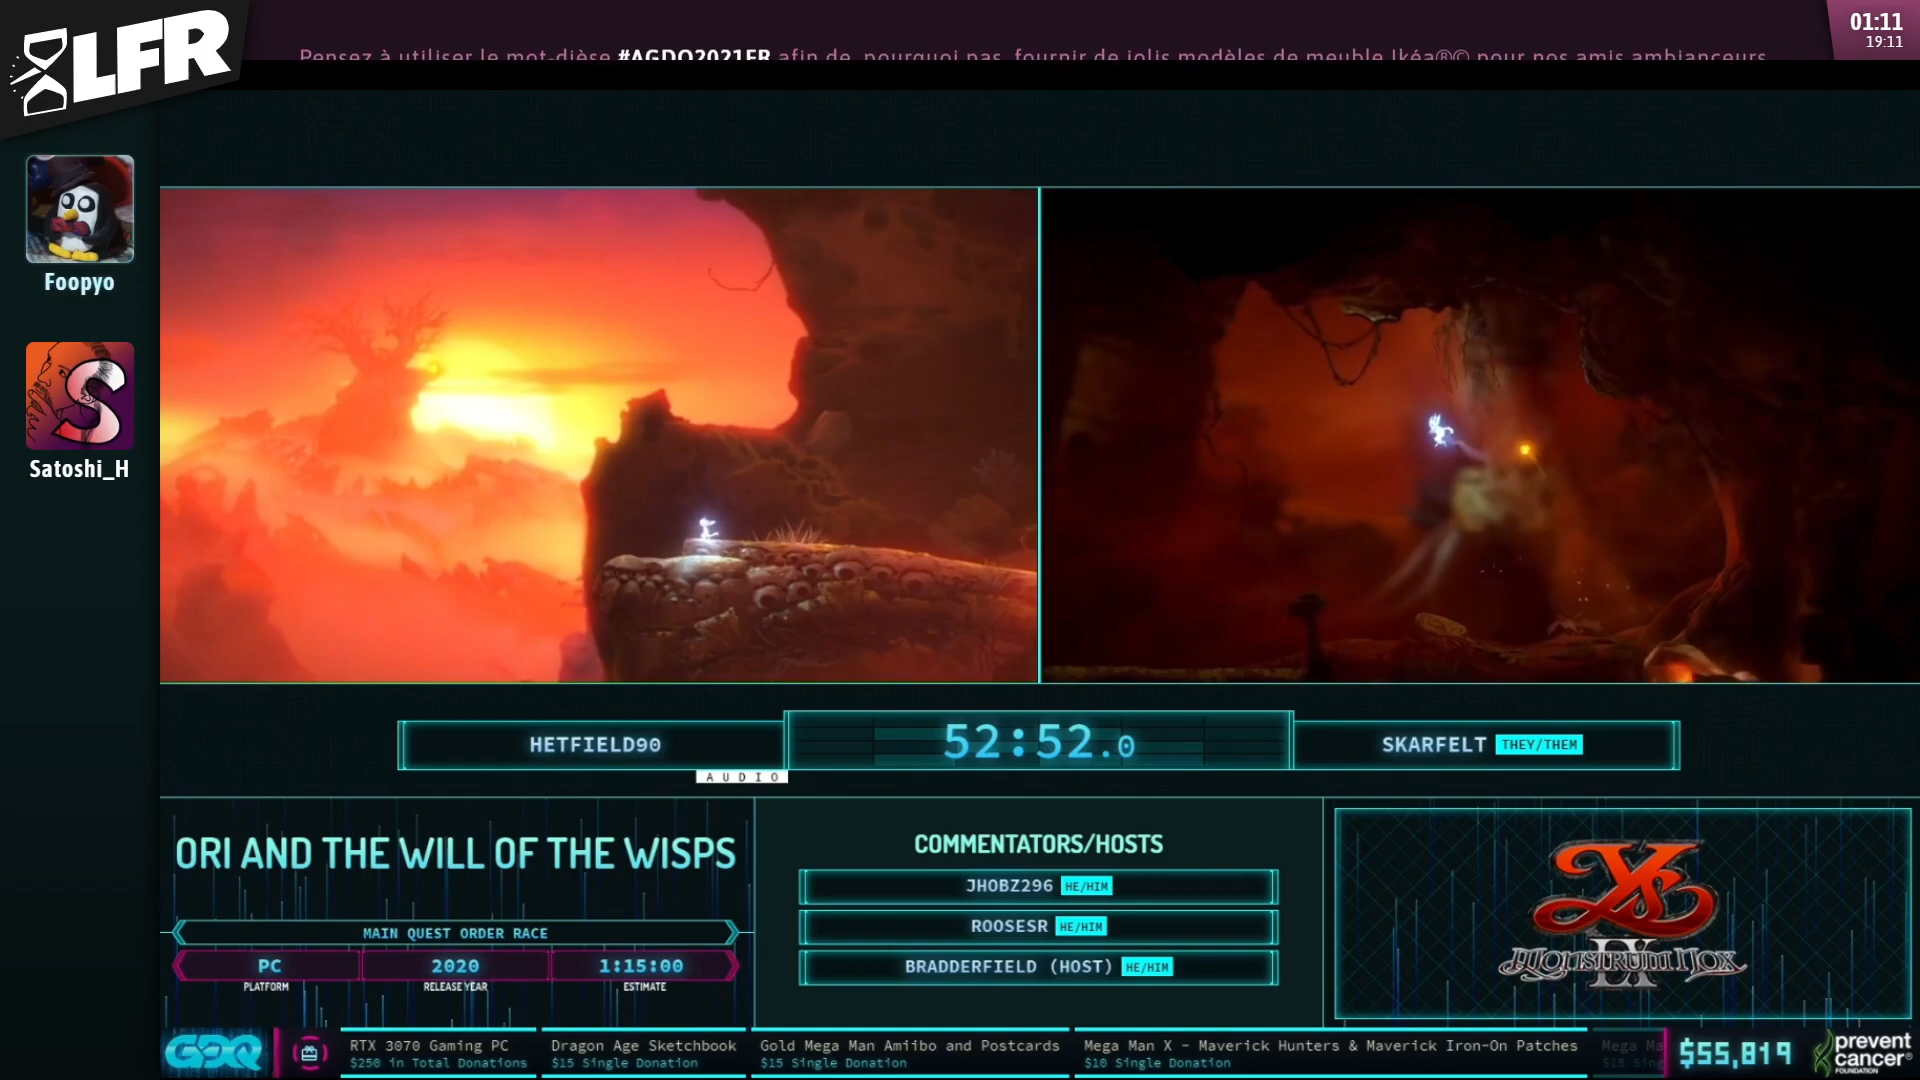 LFR
Pensez à utiliser le mot-dièse #AGDQ2021FR afin de, pourquoi pas, fournir de jolis modèles de meuble Ikéa®© pour nos amis ambianceurs
01:11
19:11
Foopyo
Satoshi_H
HETFIELD90
52:52.0
SKARFELT THEY/THEM
AUDIO
ORI AND THE WILL OF THE WISPS
MAIN QUEST ORDER RACE
PC
2020
1:15:00
PLATFORM
RELEASE YEAR
ESTIMATE
COMMENTATORS/HOSTS
JHOBZ296 HE/HIM
ROOSESR HE/HIM
BRADDERFIELD (HOST) HE/HIM
YS
IX
MONSTRUM NOX
GDQ
RTX 3070 Gaming PC
$250 in Total Donations
Dragon Age Sketchbook
$15 Single Donation
Gold Mega Man Amiibo and Postcards
$15 Single Donation
Mega Man X - Maverick Hunters & Maverick Iron-On Patches
$10 Single Donation
Mega Ma
$15 Sing
$55,819
prevent
cancer
FOUNDATION